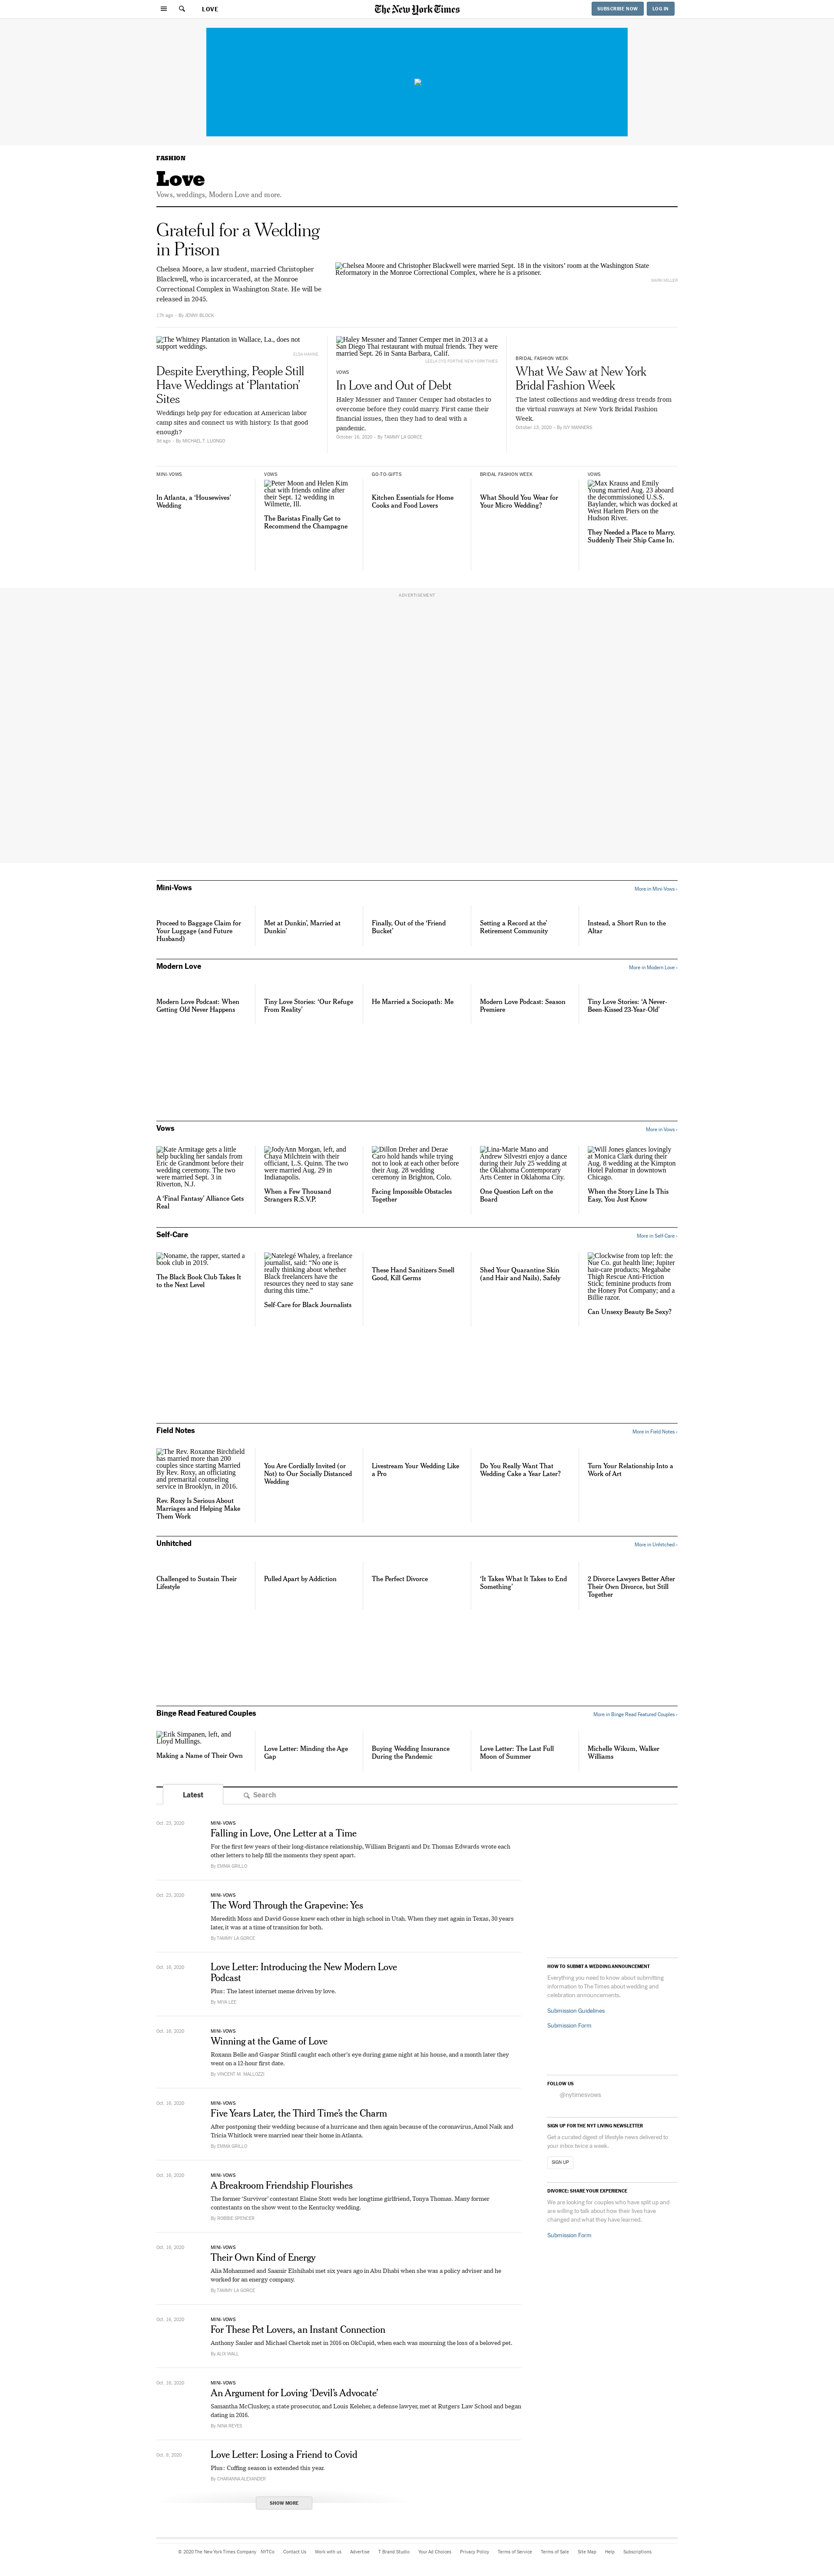 LOVE
The New York Times
SUBSCRIBE NOW
LOG IN
FASHION
Love
Vows, weddings, Modern Love and more.
Grateful for a Wedding
in Prison
Chelsea Moore, a law student, married Christopher
Blackwell, who is incarcerated, at the Monroe
Correctional Complex in Washington State. He will be
released in 2045.
17h ago – By JENNY BLOCK
Chelsea Moore and Christopher Blackwell were married Sept. 18 in the visitors’ room at the Washington State
Reformatory in the Monroe Correctional Complex, where he is a prisoner.
MARK MILLER
The Whitney Plantation in Wallace, La., does not
support weddings.
Despite Everything, People Still
Have Weddings at ‘Plantation’
Sites
Weddings help pay for education at American labor
camp sites and connect us with history. Is that good
enough?
3d ago – By MICHAEL T. LUONGO
Haley Messner and Tanner Cemper met in 2013 at a
San Diego Thai restaurant with mutual friends. They were
married Sept. 26 in Santa Barbara, Calif.
LEELA CYD FOR THE NEW YORK TIMES
VOWS
In Love and Out of Debt
Haley Messner and Tanner Cemper had obstacles to
overcome before they could marry. First came their
financial issues, then they had to deal with a
pandemic.
October 16, 2020 – By TAMMY LA GORCE
BRIDAL FASHION WEEK
What We Saw at New York
Bridal Fashion Week
The latest collections and wedding dress trends from
the virtual runways at New York Bridal Fashion
Week.
October 13, 2020 – By IVY MANNERS
MINI-VOWS
In Atlanta, a ‘Housewives’
Wedding
VOWS
Peter Moon and Helen Kim
chat with friends online after
their Sept. 12 wedding in
Wilmette, Ill.
The Baristas Finally Get to
Recommend the Champagne
GO-TO-GIFTS
Kitchen Essentials for Home
Cooks and Food Lovers
BRIDAL FASHION WEEK
What Should You Wear for
Your Micro Wedding?
VOWS
Max Krauss and Emily
Young married Aug. 23 aboard
the decommissioned U.S.S.
Baylander, which was docked at
West Harlem Piers on the
Hudson River.
They Needed a Place to Marry.
Suddenly Their Ship Came In.
ADVERTISEMENT
Mini-Vows
More in Mini-Vows ›
Proceed to Baggage Claim for
Your Luggage (and Future
Husband)
Met at Dunkin’, Married at
Dunkin’
Finally, Out of the ‘Friend
Bucket’
Setting a Record at the’
Retirement Community
Instead, a Short Run to the
Altar
Modern Love
More in Modern Love ›
Modern Love Podcast: When
Getting Old Never Happens
Tiny Love Stories: ‘Our Refuge
From Reality’
He Married a Sociopath: Me
Modern Love Podcast: Season
Premiere
Tiny Love Stories: ‘A Never-
Been-Kissed 23-Year-Old’
Vows
More in Vows ›
Kate Armitage gets a little
help buckling her sandals from
Eric de Grandmont before their
wedding ceremony. The two
were married Sept. 3 in
Riverton, N.J.
A ‘Final Fantasy’ Alliance Gets
Real
JodyAnn Morgan, left, and
Chaya Milchtein with their
officiant, L.S. Quinn. The two
were married Aug. 29 in
Indianapolis.
When a Few Thousand
Strangers R.S.V.P.
Dillon Dreher and Derae
Caro hold hands while trying
not to look at each other before
their Aug. 28 wedding
ceremony in Brighton, Colo.
Facing Impossible Obstacles
Together
Lina-Marie Mano and
Andrew Silvestri enjoy a dance
during their July 25 wedding at
the Oklahoma Contemporary
Arts Center in Oklahoma City.
One Question Left on the
Board
Will Jones glances lovingly
at Monica Clark during their
Aug. 8 wedding at the Kimpton
Hotel Palomar in downtown
Chicago.
When the Story Line Is This
Easy, You Just Know
Self-Care
More in Self-Care ›
Noname, the rapper, started a
book club in 2019.
The Black Book Club Takes It
to the Next Level
Natelegé Whaley, a freelance
journalist, said: “No one is
really thinking about whether
Black freelancers have the
resources they need to stay sane
during this time.”
Self-Care for Black Journalists
These Hand Sanitizers Smell
Good, Kill Germs
Shed Your Quarantine Skin
(and Hair and Nails), Safely
Clockwise from top left: the
Nue Co. gut health line; Jupiter
hair-care products; Megababe
Thigh Rescue Anti-Friction
Stick; feminine products from
the Honey Pot Company; and a
Billie razor.
Can Unsexy Beauty Be Sexy?
Field Notes
More in Field Notes ›
The Rev. Roxanne Birchfield
has married more than 200
couples since starting Married
By Rev. Roxy, an officiating
and premarital counseling
service in Brooklyn, in 2016.
Rev. Roxy Is Serious About
Marriages and Helping Make
Them Work
You Are Cordially Invited (or
Not) to Our Socially Distanced
Wedding
Livestream Your Wedding Like
a Pro
Do You Really Want That
Wedding Cake a Year Later?
Turn Your Relationship Into a
Work of Art
Unhitched
More in Unhitched ›
Challenged to Sustain Their
Lifestyle
Pulled Apart by Addiction
The Perfect Divorce
‘It Takes What It Takes to End
Something’
2 Divorce Lawyers Better After
Their Own Divorce, but Still
Together
Binge Read Featured Couples
More in Binge Read Featured Couples ›
Erik Simpanen, left, and
Lloyd Mullings.
Making a Name of Their Own
Love Letter: Minding the Age
Gap
Buying Wedding Insurance
During the Pandemic
Love Letter: The Last Full
Moon of Summer
Michelle Wikum, Walker
Williams
Latest
Search
Oct. 23, 2020
MINI-VOWS
Falling in Love, One Letter at a Time
For the first few years of their long-distance relationship, William Briganti and Dr. Thomas Edwards wrote each
other letters to help fill the moments they spent apart.
By EMMA GRILLO
Oct. 23, 2020
MINI-VOWS
The Word Through the Grapevine: Yes
Meredith Moss and David Gosse knew each other in high school in Utah. When they met again in Texas, 30 years
later, it was at a time of transition for both.
By TAMMY LA GORCE
Oct. 16, 2020
Love Letter: Introducing the New Modern Love
Podcast
Plus: The latest internet meme driven by love.
By MIYA LEE
Oct. 16, 2020
MINI-VOWS
Winning at the Game of Love
Roxann Belle and Gaspar Stinfil caught each other’s eye during game night at his house, and a month later they
went on a 12-hour first date.
By VINCENT M. MALLOZZI
Oct. 16, 2020
MINI-VOWS
Five Years Later, the Third Time’s the Charm
After postponing their wedding because of a hurricane and then again because of the coronavirus, Amol Naik and
Tricia Whitlock were married near their home in Atlanta.
By EMMA GRILLO
Oct. 16, 2020
MINI-VOWS
A Breakroom Friendship Flourishes
The former ‘Survivor’ contestant Elaine Stott weds her longtime girlfriend, Tonya Thomas. Many former
contestants on the show went to the Kentucky wedding.
By ROBBIE SPENCER
Oct. 16, 2020
MINI-VOWS
Their Own Kind of Energy
Alia Mohammed and Saamir Elshihabi met six years ago in Abu Dhabi when she was a policy adviser and he
worked for an energy company.
By TAMMY LA GORCE
Oct. 16, 2020
MINI-VOWS
For These Pet Lovers, an Instant Connection
Anthony Sauler and Michael Chertok met in 2016 on OkCupid, when each was mourning the loss of a beloved pet.
By ALIX WALL
Oct. 16, 2020
MINI-VOWS
An Argument for Loving ‘Devil’s Advocate’
Samantha McCluskey, a state prosecutor, and Louis Keleher, a defense lawyer, met at Rutgers Law School and began
dating in 2016.
By NINA REYES
Oct. 9, 2020
Love Letter: Losing a Friend to Covid
Plus: Cuffing season is extended this year.
By CHARANNA ALEXANDER
SHOW MORE
HOW TO SUBMIT A WEDDING ANNOUNCEMENT
Everything you need to know about submitting
information to The Times about wedding and
celebration announcements.
Submission Guidelines
Submission Form
FOLLOW US
@nytimesvows
SIGN UP FOR THE NYT LIVING NEWSLETTER
Get a curated digest of lifestyle news delivered to
your inbox twice a week.
SIGN UP
DIVORCE: SHARE YOUR EXPERIENCE
We are looking for couples who have split up and
are willing to talk about how their lives have
changed and what they have learned.
Submission Form
© 2020 The New York Times Company NYTCo Contact Us Work with us Advertise T Brand Studio Your Ad Choices Privacy Policy Terms of Service Terms of Sale Site Map Help Subscriptions